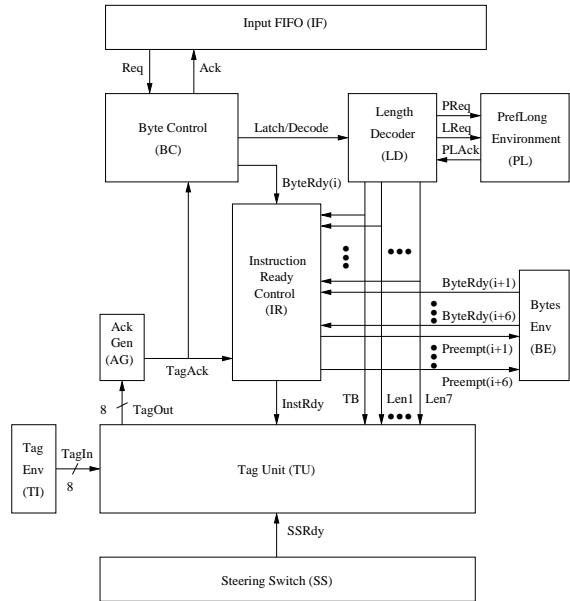 Input FIFO (IF)
Req
Ack
Byte Control
(BC)
Latch/Decode
Length
Decoder
(LD)
PReq
LReq
PLAck
PrefLong
Environment
(PL)
ByteRdy(i)
Instruction
Ready
Control
(IR)
ByteRdy(i+1)
ByteRdy(i+6)
Preempt(i+1)
Preempt(i+6)
Bytes
Env
(BE)
Ack
Gen
(AG)
TagAck
8
TagOut
InstRdy
TB
Len1
Len7
Tag
Env
(TI)
TagIn
8
Tag Unit (TU)
SSRdy
Steering Switch (SS)